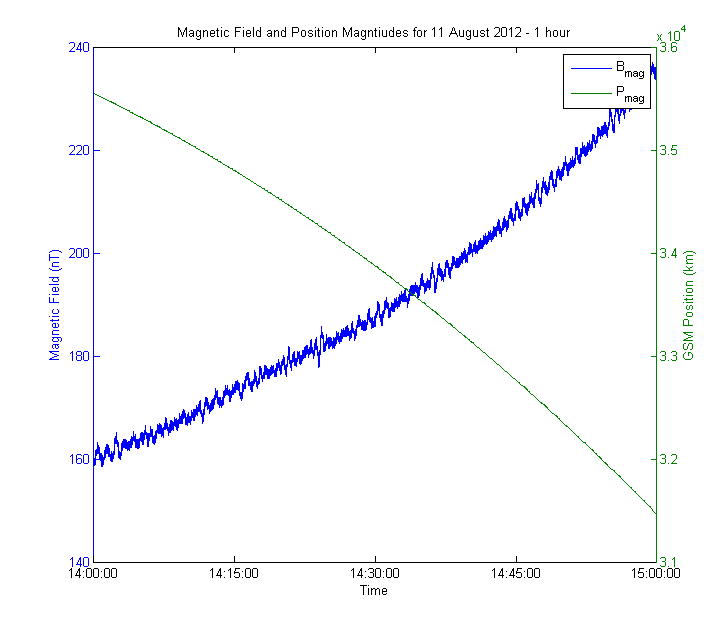 Magnetic Field and Position Magntiudes for 11 August 2012 - 1 hour
x 10^4
240
220
200
180
160
140
Magnetic Field (nT)
B_mag
P_mag
3.6
3.5
3.4
3.3
3.2
3.1
GSM Position (km)
14:00:00 14:15:00 14:30:00 14:45:00 15:00:00
Time